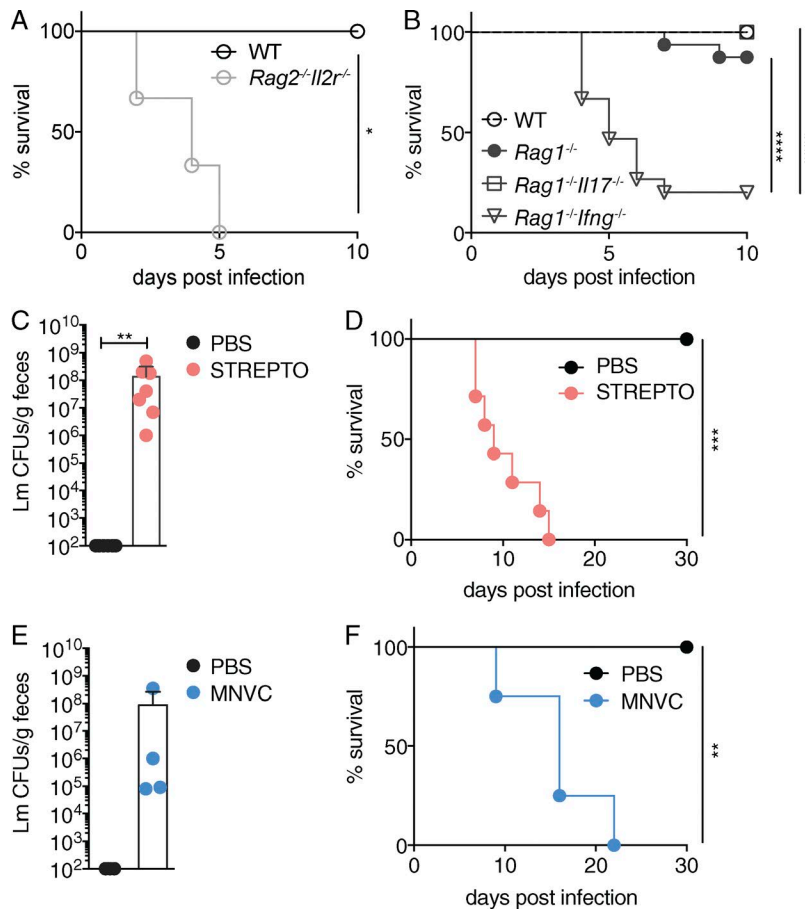 A
% survival
100
50
0
0
5
10
days post infection
WT
Rag2-/-Il2r-/-
*
B
% survival
100
50
0
0
5
10
days post infection
WT
Rag1-/-
Rag1-/-Il17-/-
Rag1-/-Ifng-/-
****
C
Lm CFUs/g feces
10^10
10^9
10^8
10^7
10^6
10^5
10^4
10^3
10^2
**
PBS
STREPTO
D
% survival
100
50
0
0
10
20
30
days post infection
PBS
STREPTO
***
E
Lm CFUs/g feces
10^10
10^9
10^8
10^7
10^6
10^5
10^4
10^3
10^2
PBS
MNVC
F
% survival
100
50
0
0
10
20
30
days post infection
PBS
MNVC
**